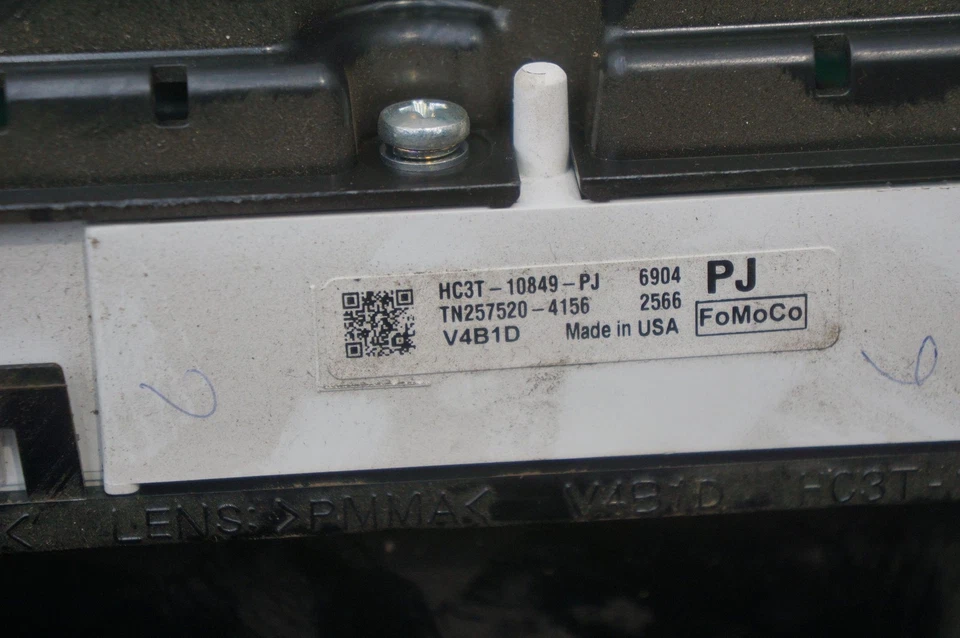 HC3T-10849-PJ 6904 PJ
TN257520-4156 2566 FoMoCo
V4B1D Made in USA
LENS: >PMMA< V4B1D HC3T-